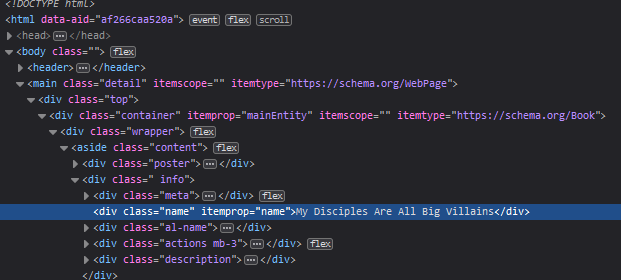 <!DOCTYPE html>
<html data-aid="af266caa520a"> event flex scroll
<head> ••• </head>
<body class=""> flex
<header> ••• </header>
<main class="detail" itemscope="" itemtype="https://schema.org/WebPage">
<div class="top">
<div class="container" itemprop="mainEntity" itemscope="" itemtype="https://schema.org/Book">
<div class="wrapper"> flex
<aside class="content"> flex
<div class="poster"> ••• </div>
<div class=" info">
<div class="meta"> ••• </div> flex
<div class="name" itemprop="name">My Disciples Are All Big Villains</div>
<div class="al-name"> ••• </div>
<div class="actions mb-3"> ••• </div> flex
<div class="description"> ••• </div>
</div>